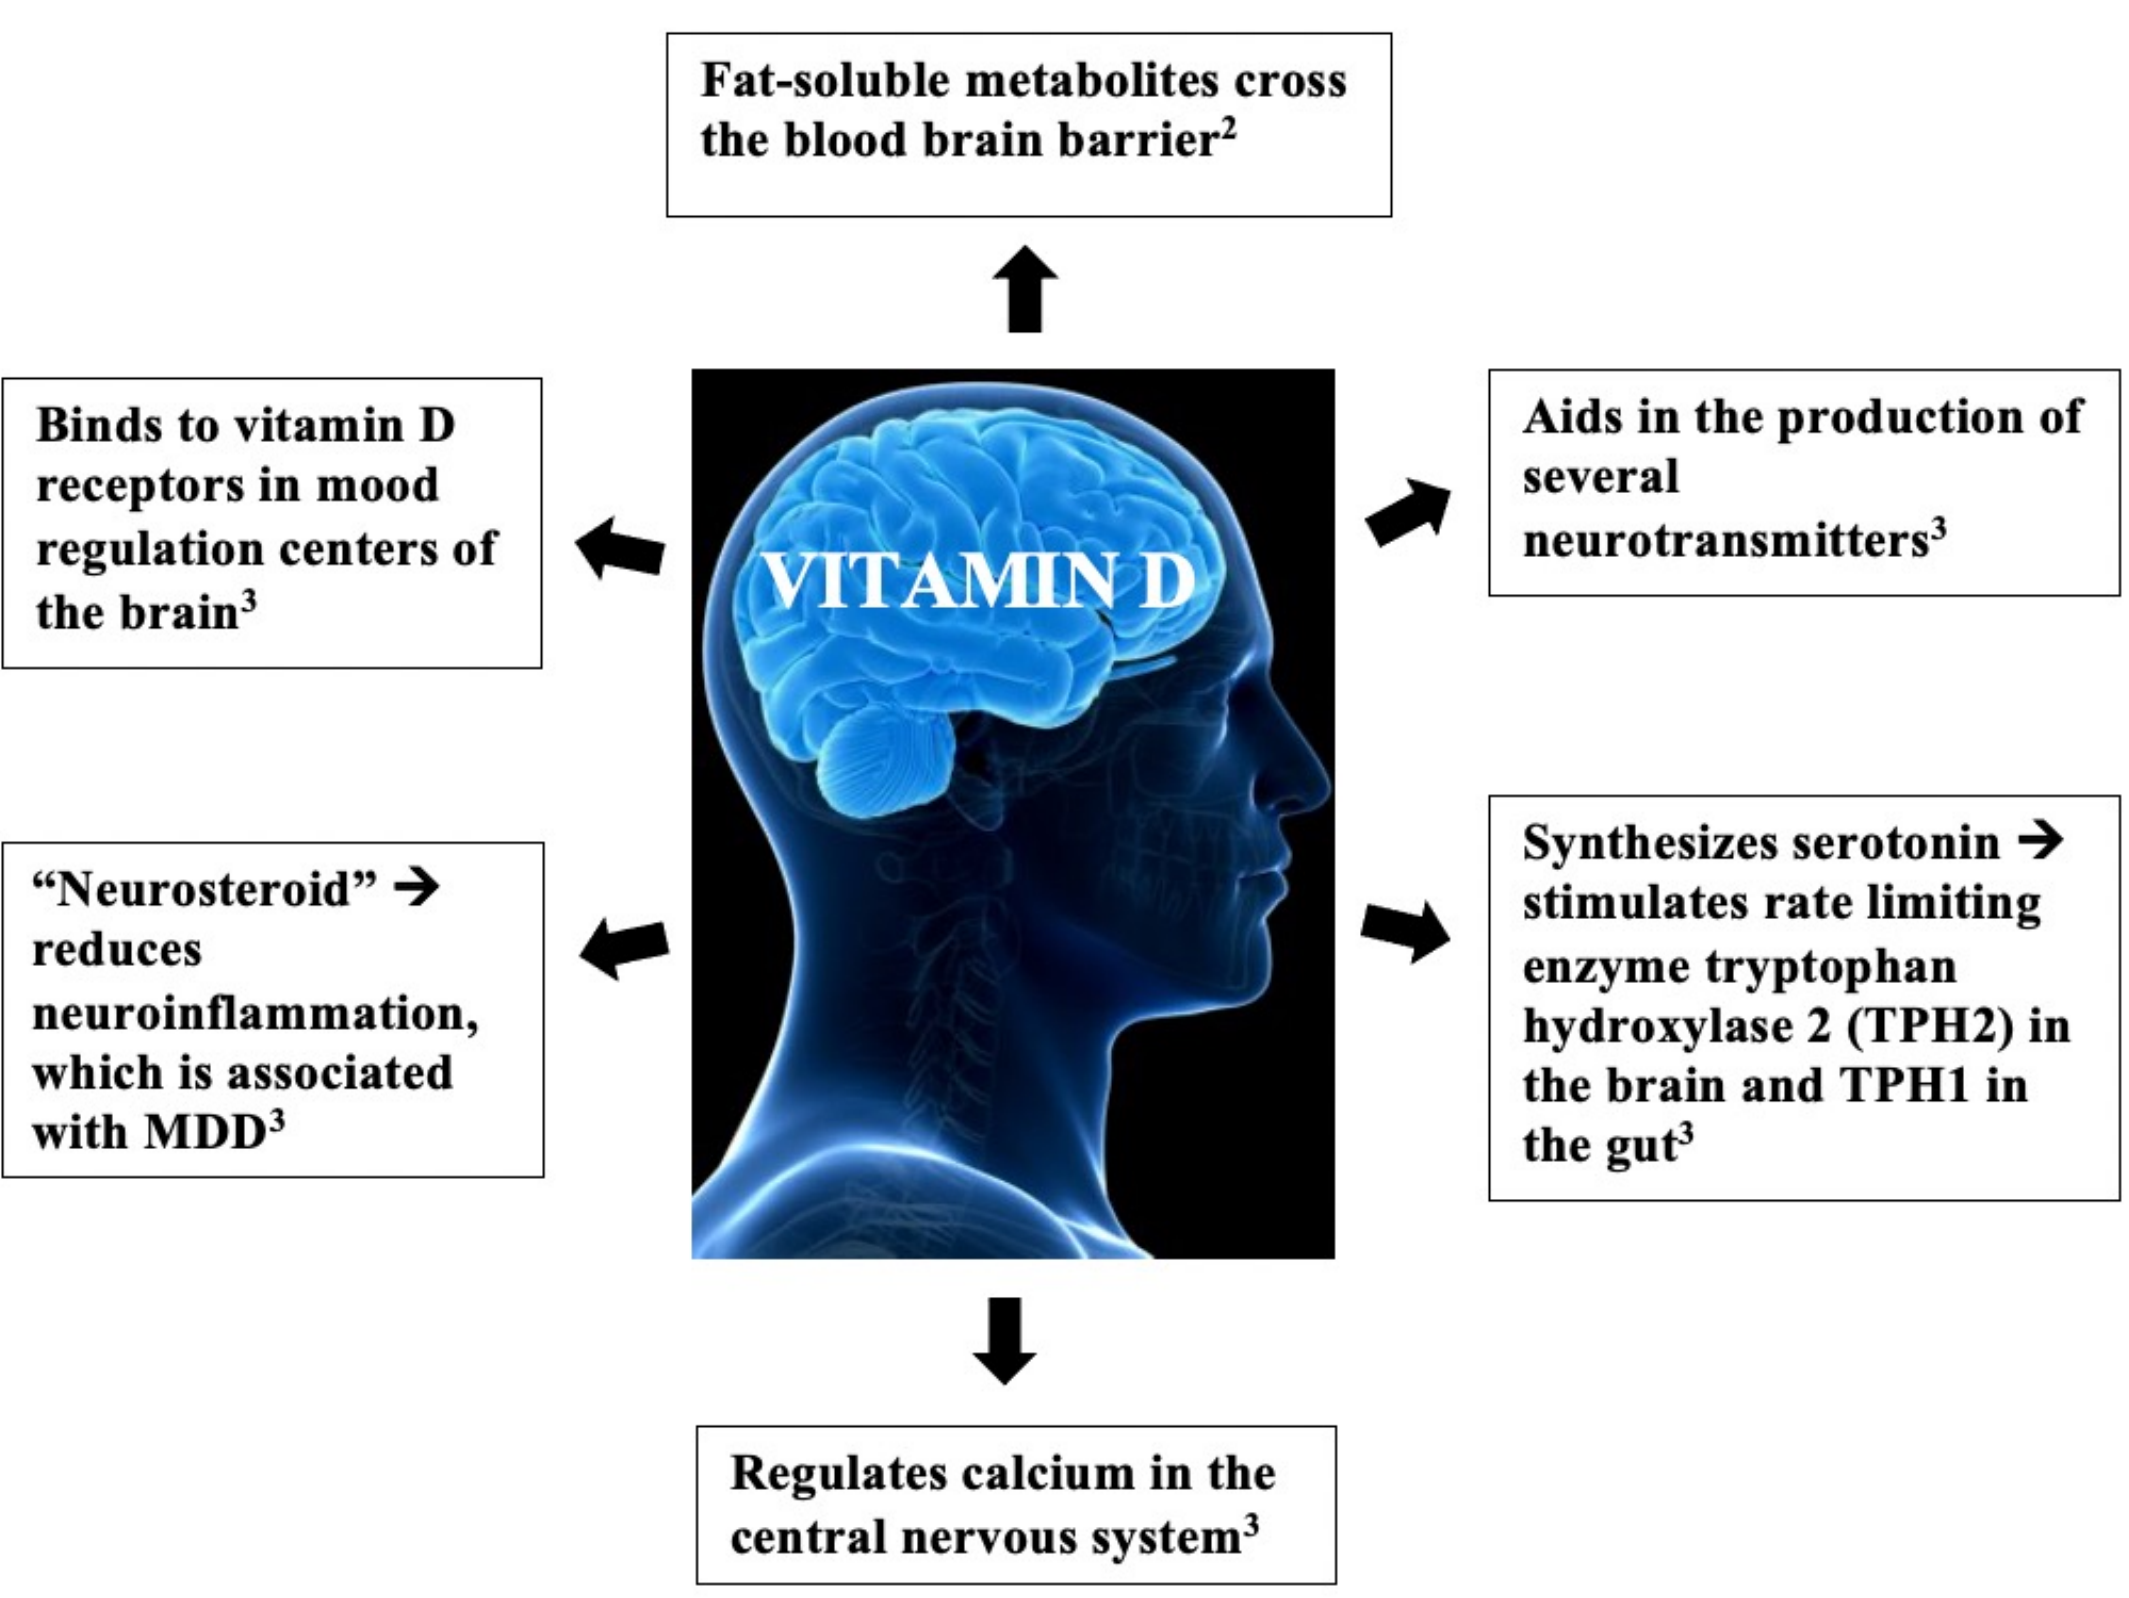 Fat-soluble metabolites cross
the blood brain barrier²
Binds to vitamin D
receptors in mood
regulation centers of
the brain³
Aids in the production of
several
neurotransmitters³
VITAMIN D
“Neurosteroid” →
reduces
neuroinflammation,
which is associated
with MDD³
Synthesizes serotonin →
stimulates rate limiting
enzyme tryptophan
hydroxylase 2 (TPH2) in
the brain and TPH1 in
the gut³
Regulates calcium in the
central nervous system³